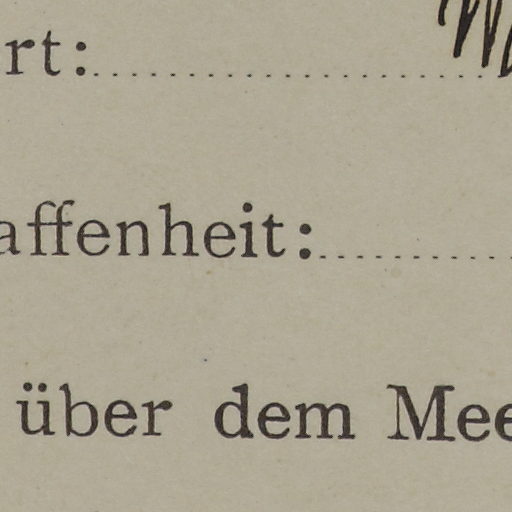 rt:
affenheit:
über dem Mee